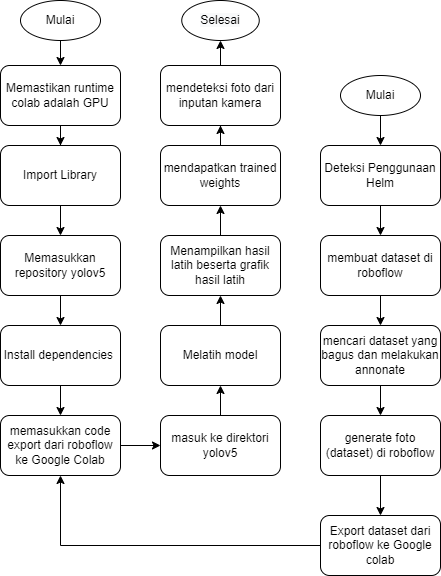 Mulai
Memastikan runtime
colab adalah GPU
Import Library
Memasukkan
repository yolov5
Install dependencies
memasukkan code
export dari roboflow
ke Google Colab
masuk ke direktori
yolov5
Melatih model
Menampilkan hasil
latih beserta grafik
hasil latih
mendapatkan trained
weights
mendeteksi foto dari
inputan kamera
Selesai
Mulai
Deteksi Penggunaan
Helm
membuat dataset di
roboflow
mencari dataset yang
bagus dan melakukan
annonate
generate foto
(dataset) di roboflow
Export dataset dari
roboflow ke Google
colab